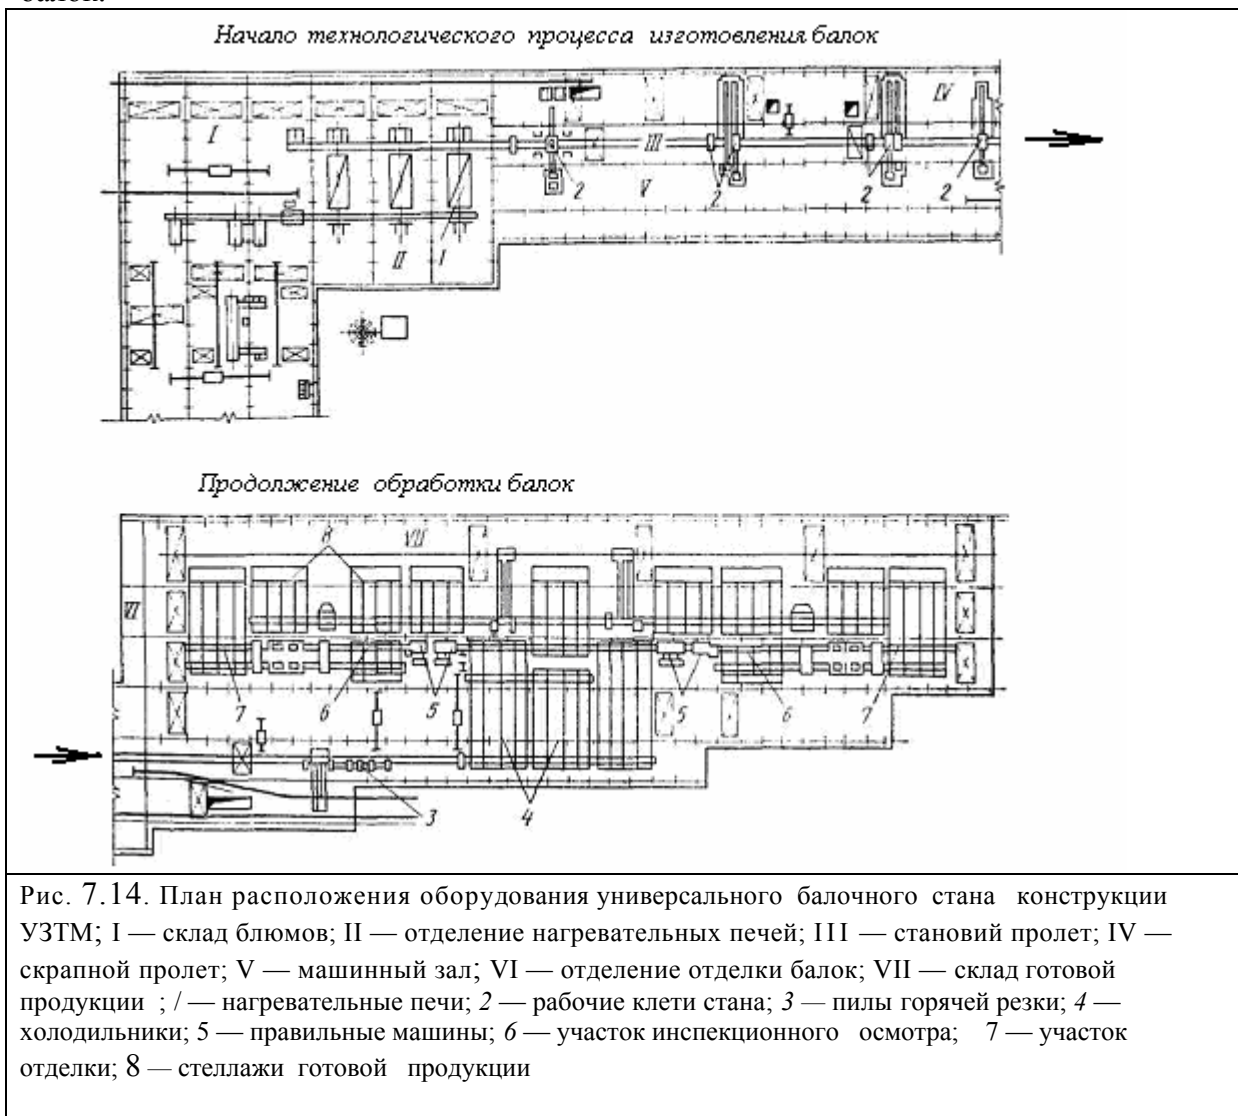 балок.
Начало технологического процесса изготовления балок
I
IV
III
2
V
2
2
2
II
I
Продолжение обработки балок
8
VII
VI
7
6
5
5
6
7
3
4
Рис. 7.14. План расположения оборудования универсального балочного стана конструкции
УЗТМ; I — склад блюмов; II — отделение нагревательных печей; III — становий пролет; IV —
скрапной пролет; V — машинный зал; VI — отделение отделки балок; VII — склад готовой
продукции ; / — нагревательные печи; 2 — рабочие клети стана; 3 — пилы горячей резки; 4 —
холодильники; 5 — правильные машины; 6 — участок инспекционного осмотра; 7 — участок
отделки; 8 — стеллажи готовой продукции